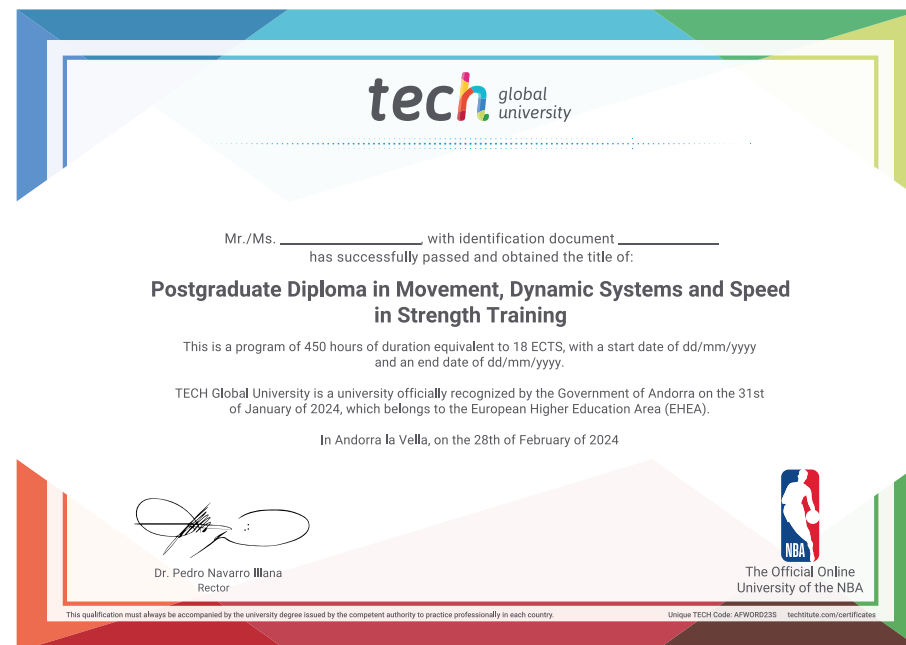 tech global
university
Mr./Ms. ____________________, with identification document ______________
has successfully passed and obtained the title of:
Postgraduate Diploma in Movement, Dynamic Systems and Speed
in Strength Training
This is a program of 450 hours of duration equivalent to 18 ECTS, with a start date of dd/mm/yyyy
and an end date of dd/mm/yyyy.
TECH Global University is a university officially recognized by the Government of Andorra on the 31st
of January of 2024, which belongs to the European Higher Education Area (EHEA).
In Andorra la Vella, on the 28th of February of 2024
Dr. Pedro Navarro Illana
Rector
NBA
The Official Online
University of the NBA
This qualification must always be accompanied by the university degree issued by the competent authority to practice professionally in each country.
Unique TECH Code: AFWORD23S techtitute.com/certificates